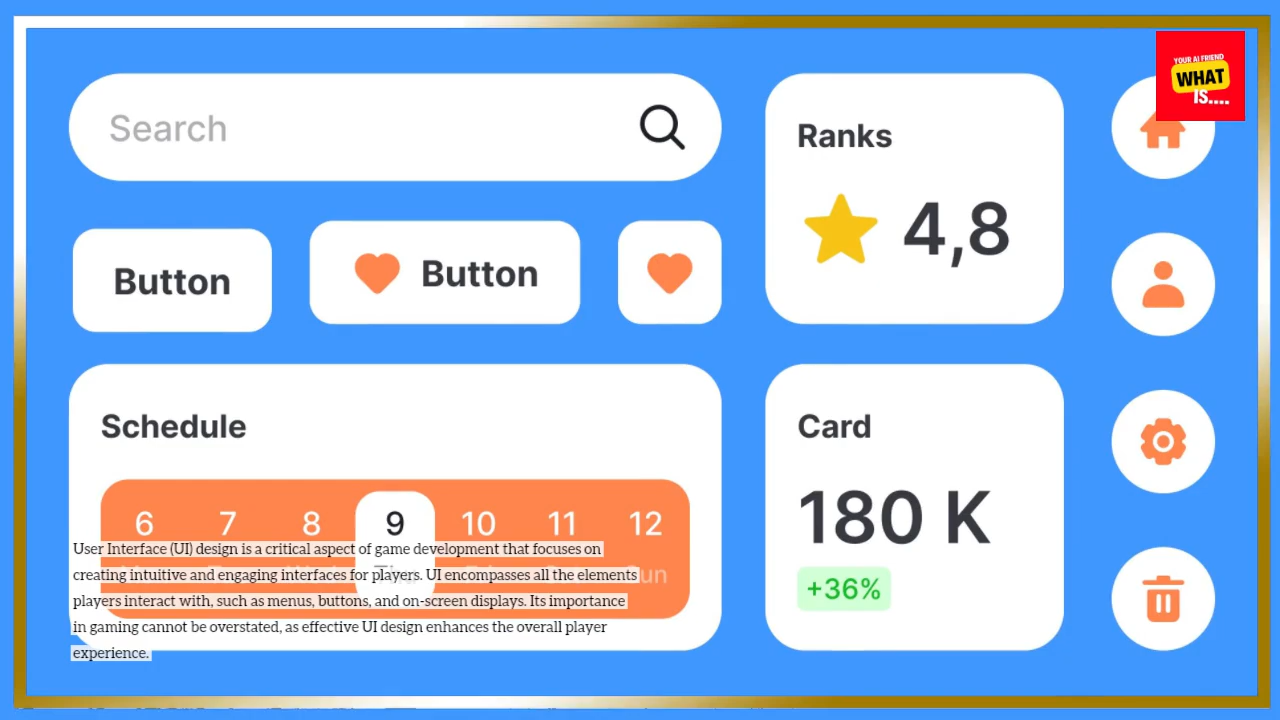 YOUR AI FRIEND
WHAT
IS....
Search
Ranks
4,8
Button
Button
Schedule
6 7 8 9 10 11 12
Card
180 K
+36%
User Interface (UI) design is a critical aspect of game development that focuses on
creating intuitive and engaging interfaces for players. UI encompasses all the elements
players interact with, such as menus, buttons, and on-screen displays. Its importance
in gaming cannot be overstated, as effective UI design enhances the overall player
experience.